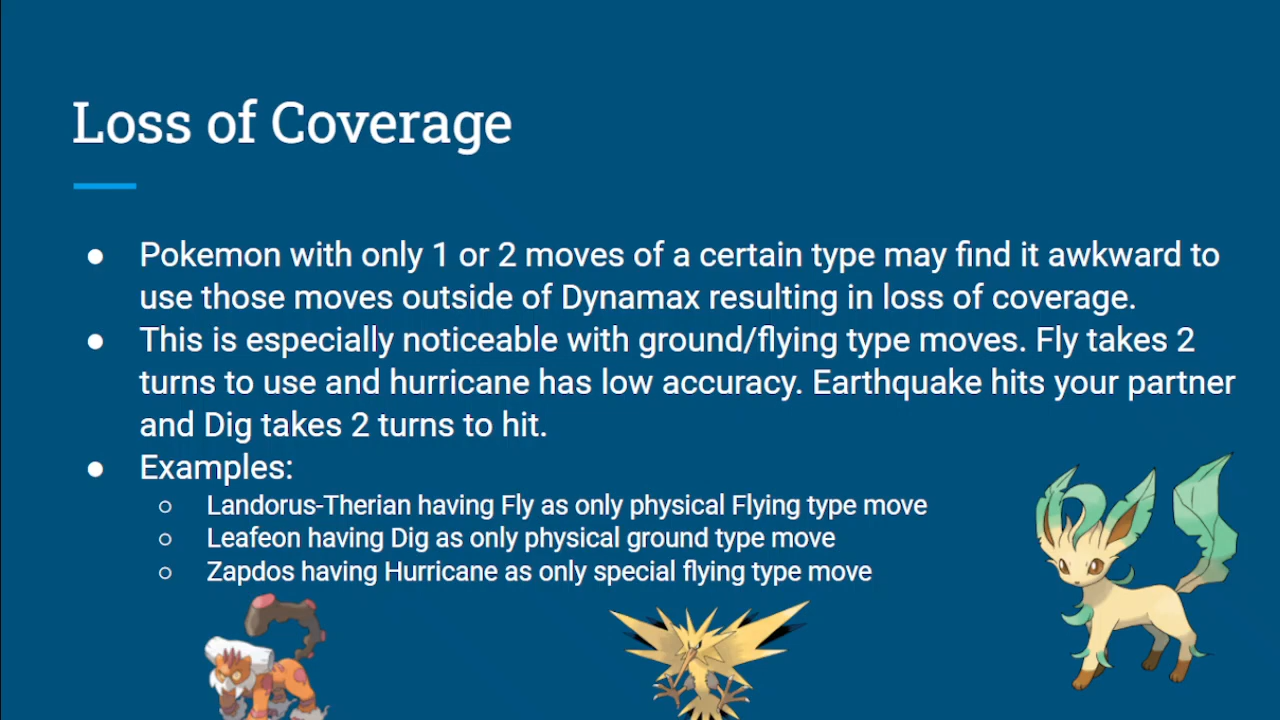 Loss of Coverage
● Pokemon with only 1 or 2 moves of a certain type may find it awkward to
use those moves outside of Dynamax resulting in loss of coverage.
● This is especially noticeable with ground/flying type moves. Fly takes 2
turns to use and hurricane has low accuracy. Earthquake hits your partner
and Dig takes 2 turns to hit.
● Examples:
○ Landorus-Therian having Fly as only physical Flying type move
○ Leafeon having Dig as only physical ground type move
○ Zapdos having Hurricane as only special flying type move